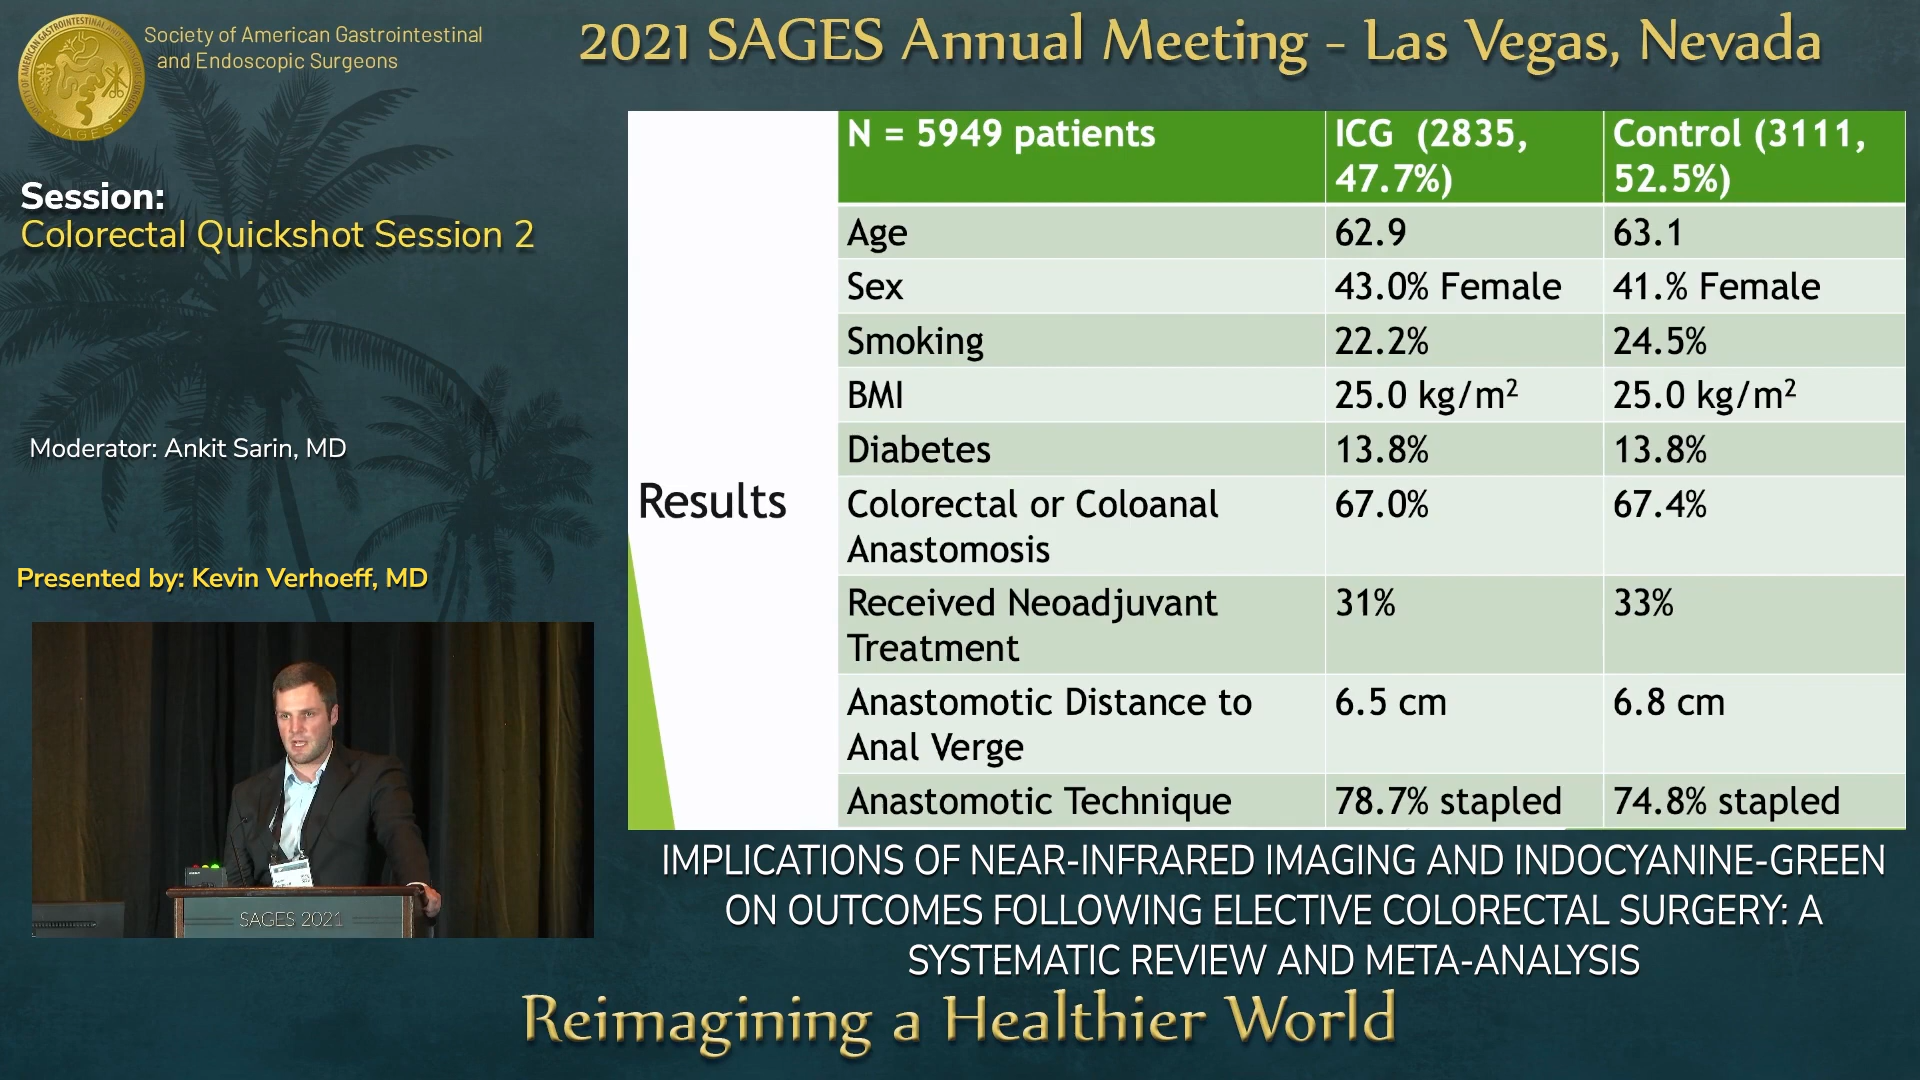 Society of American Gastrointestinal
and Endoscopic Surgeons
2021 SAGES Annual Meeting - Las Vegas, Nevada
Session:
Colorectal Quickshot Session 2
Moderator: Ankit Sarin, MD
Presented by: Kevin Verhoeff, MD
SAGES 2021
Results
N = 5949 patients ICG (2835, 47.7%) Control (3111, 52.5%)
Age 62.9 63.1
Sex 43.0% Female 41.% Female
Smoking 22.2% 24.5%
BMI 25.0 kg/m² 25.0 kg/m²
Diabetes 13.8% 13.8%
Colorectal or Coloanal Anastomosis 67.0% 67.4%
Received Neoadjuvant Treatment 31% 33%
Anastomotic Distance to Anal Verge 6.5 cm 6.8 cm
Anastomotic Technique 78.7% stapled 74.8% stapled
IMPLICATIONS OF NEAR-INFRARED IMAGING AND INDOCYANINE-GREEN
ON OUTCOMES FOLLOWING ELECTIVE COLORECTAL SURGERY: A
SYSTEMATIC REVIEW AND META-ANALYSIS
Reimagining a Healthier World